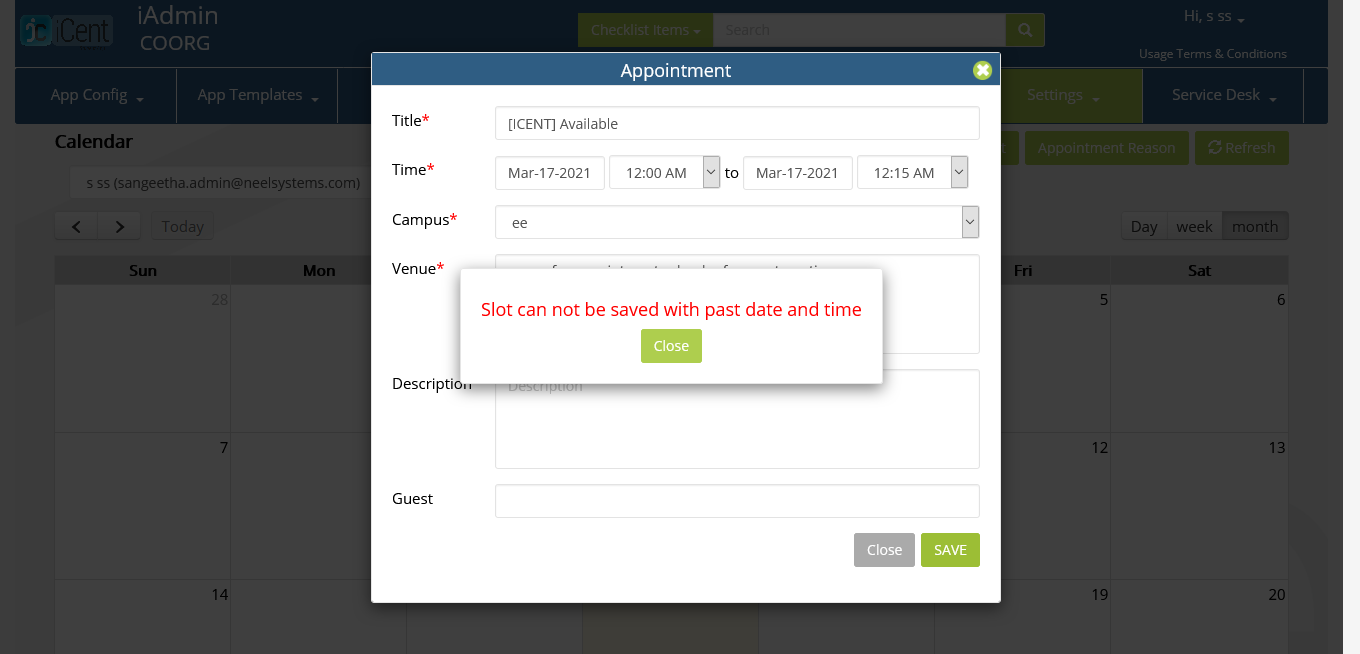 iCent
iAdmin
COORG
Checklist Items
Search
Hi, s ss
Usage Terms & Conditions
App Config
App Templates
Settings
Service Desk
Appointment
Calendar
Appointment Reason
Refresh
s ss (sangeetha.admin@neelsystems.com)
Today
Day
week
month
Sun
Mon
Fri
Sat
28
5
6
7
12
13
14
19
20
Title*
[ICENT] Available
Time*
Mar-17-2021
12:00 AM
to
Mar-17-2021
12:15 AM
Campus*
ee
Venue*
Slot can not be saved with past date and time
Close
Description
Description
Guest
Close
SAVE